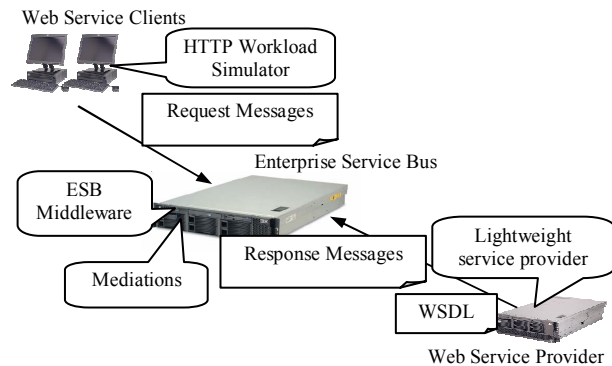 Web Service Clients
HTTP Workload
Simulator
Request Messages
Enterprise Service Bus
ESB
Middleware
Mediations
Response Messages
Lightweight
service provider
WSDL
Web Service Provider